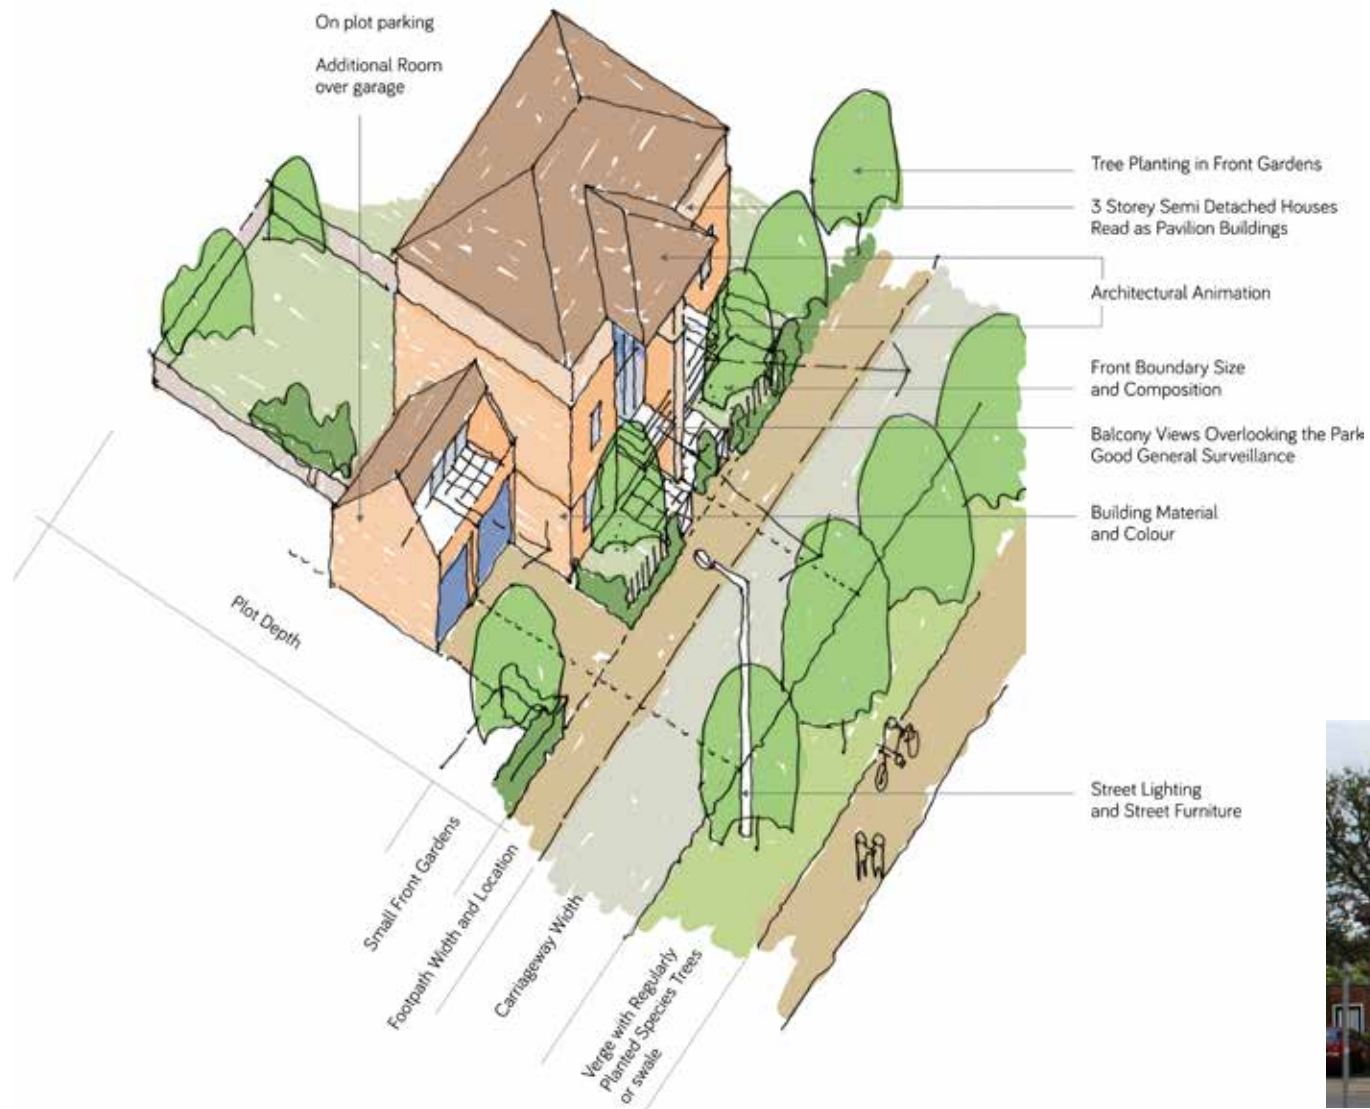 On plot parking
Additional Room
over garage
Tree Planting in Front Gardens
3 Storey Semi Detached Houses
Read as Pavilion Buildings
Architectural Animation
Front Boundary Size
and Composition
Balcony Views Overlooking the Park
Good General Surveillance
Building Material
and Colour
Street Lighting
and Street Furniture
Plot Depth
Small Front Gardens
Footpath Width and Location
Carriageway Width
Verge with Regularly
Planted Species Trees
or swale